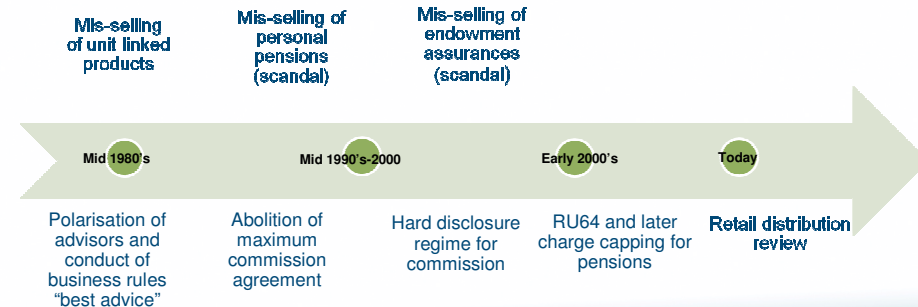 Mis-selling
of unit linked
products
Mis-selling of
personal
pensions
(scandal)
Mis-selling of
endowment
assurances
(scandal)
Mid 1980's
Mid 1990's-2000
Early 2000's
Today
Polarisation of
advisors and
conduct of
business rules
“best advice”
Abolition of
maximum
commission
agreement
Hard disclosure
regime for
commission
RU64 and later
charge capping for
pensions
Retail distribution
review